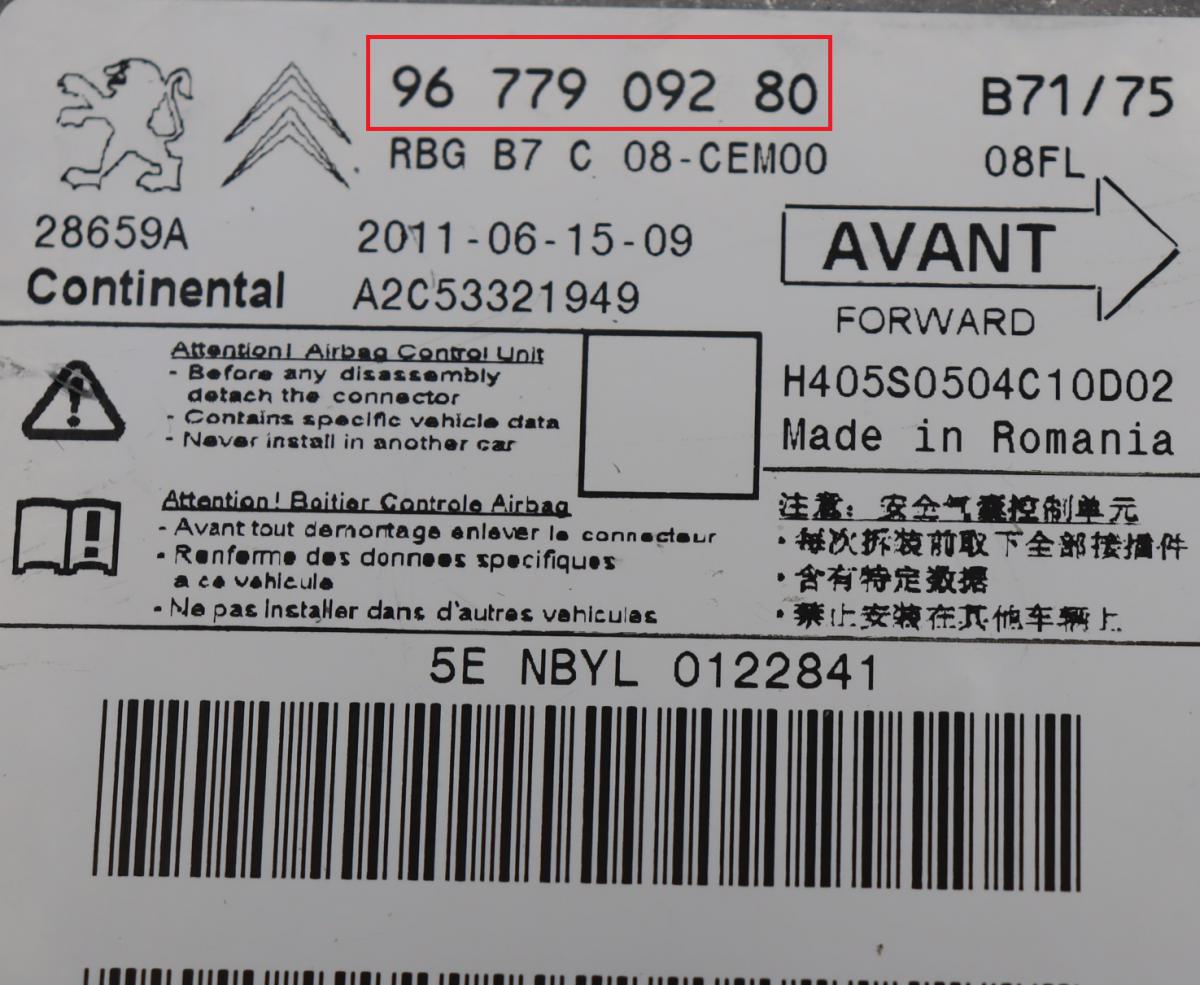 96 779 092 80
B71/75
RBG B7 C 08-CEM00
08FL
28659A
2011-06-15-09
AVANT
Continental
A2C53321949
FORWARD
Attention! Airbag Control Unit
- Before any disassembly
detach the connector
- Contains specific vehicle data
- Never install in another car
H405S0504C10D02
Made in Romania
Attention! Boitier Controle Airbag
- Avant tout demontage enlever le connecteur
- Renferme des donnees specifiques
a ce vehicule
- Ne pas installer dans d'autres vehicules
注意: 安全气囊控制单元
·每次拆装前取下全部接插件
·含有特定数据
·禁止安装在其他车辆上
5E NBYL 0122841